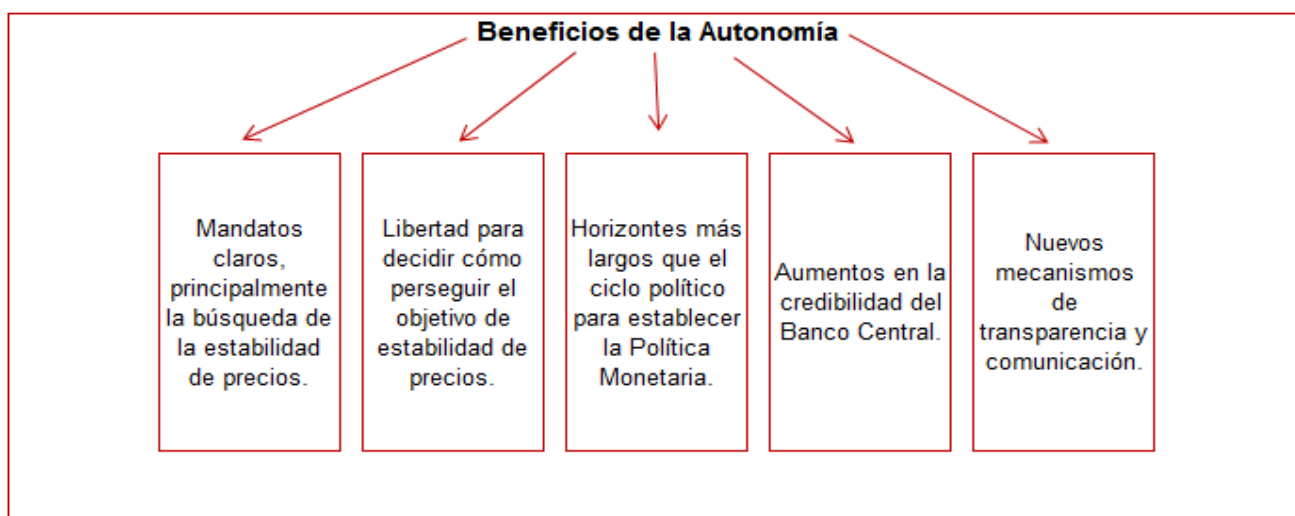 Beneficios de la Autonomía
Mandatos
claros,
principalmente
la búsqueda de
la estabilidad
de precios.
Libertad para
decidir cómo
perseguir el
objetivo de
estabilidad de
precios.
Horizontes más
largos que el
ciclo político
para establecer
la Política
Monetaria.
Aumentos en la
credibilidad del
Banco Central.
Nuevos
mecanismos
de
transparencia y
comunicación.